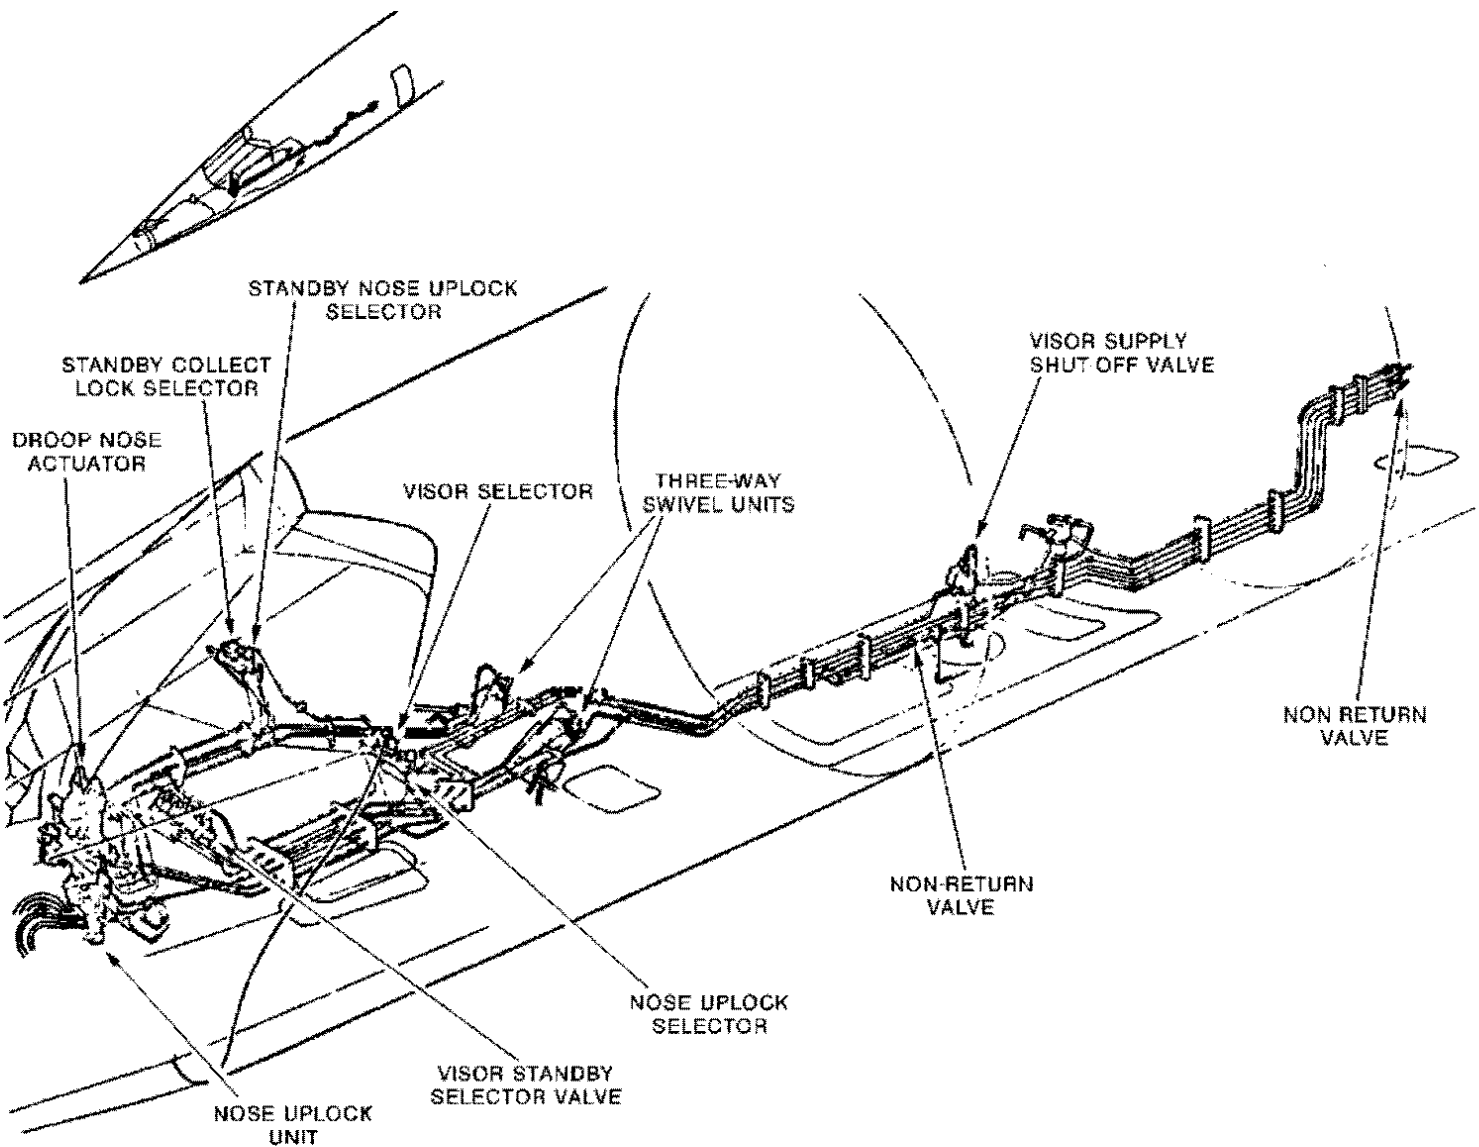 STANDBY NOSE UPLOCK
SELECTOR
STANDBY COLLECT
LOCK SELECTOR
DROOP NOSE
ACTUATOR
VISOR SELECTOR
THREE-WAY
SWIVEL UNITS
VISOR SUPPLY
SHUT OFF VALVE
NON RETURN
VALVE
NON-RETURN
VALVE
NOSE UPLOCK
SELECTOR
VISOR STANDBY
SELECTOR VALVE
NOSE UPLOCK
UNIT